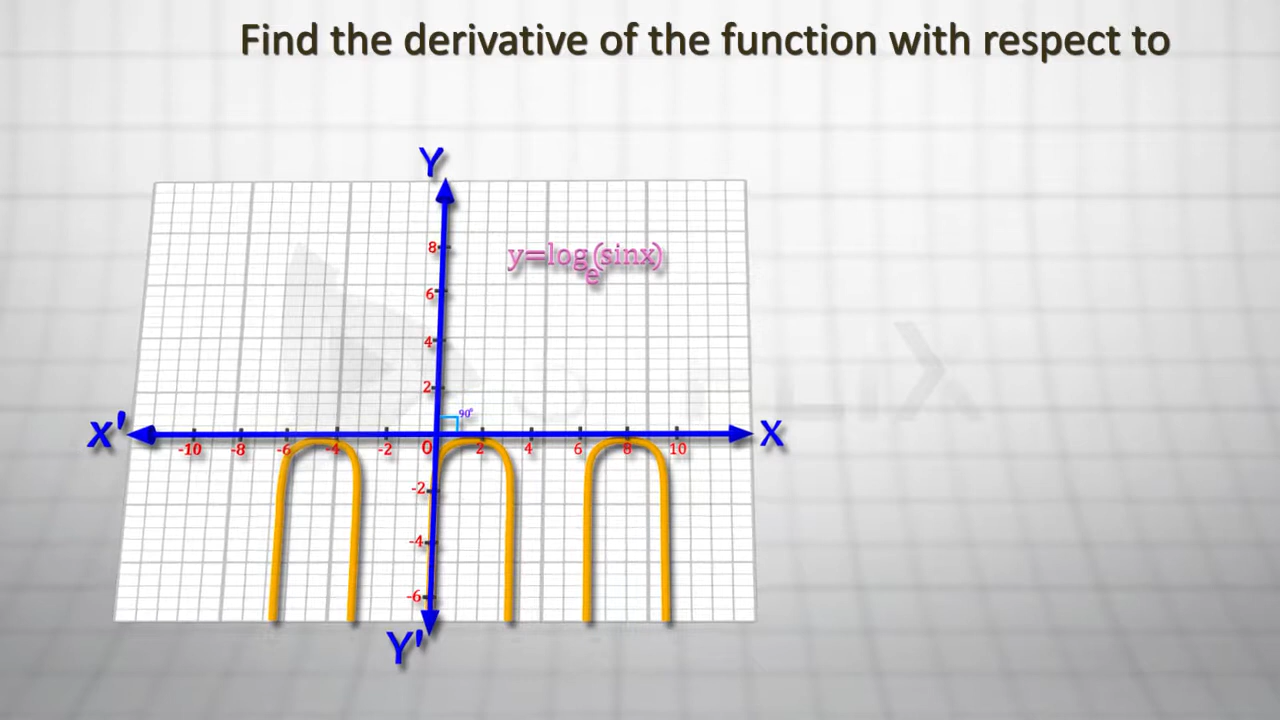 Find the derivative of the function with respect to
Y
8
y=logₑ(sinx)
6
4
2
90°
X' -10 -8 -6 -4 -2 0 2 4 6 8 10 X
-2
-4
-6
Y'